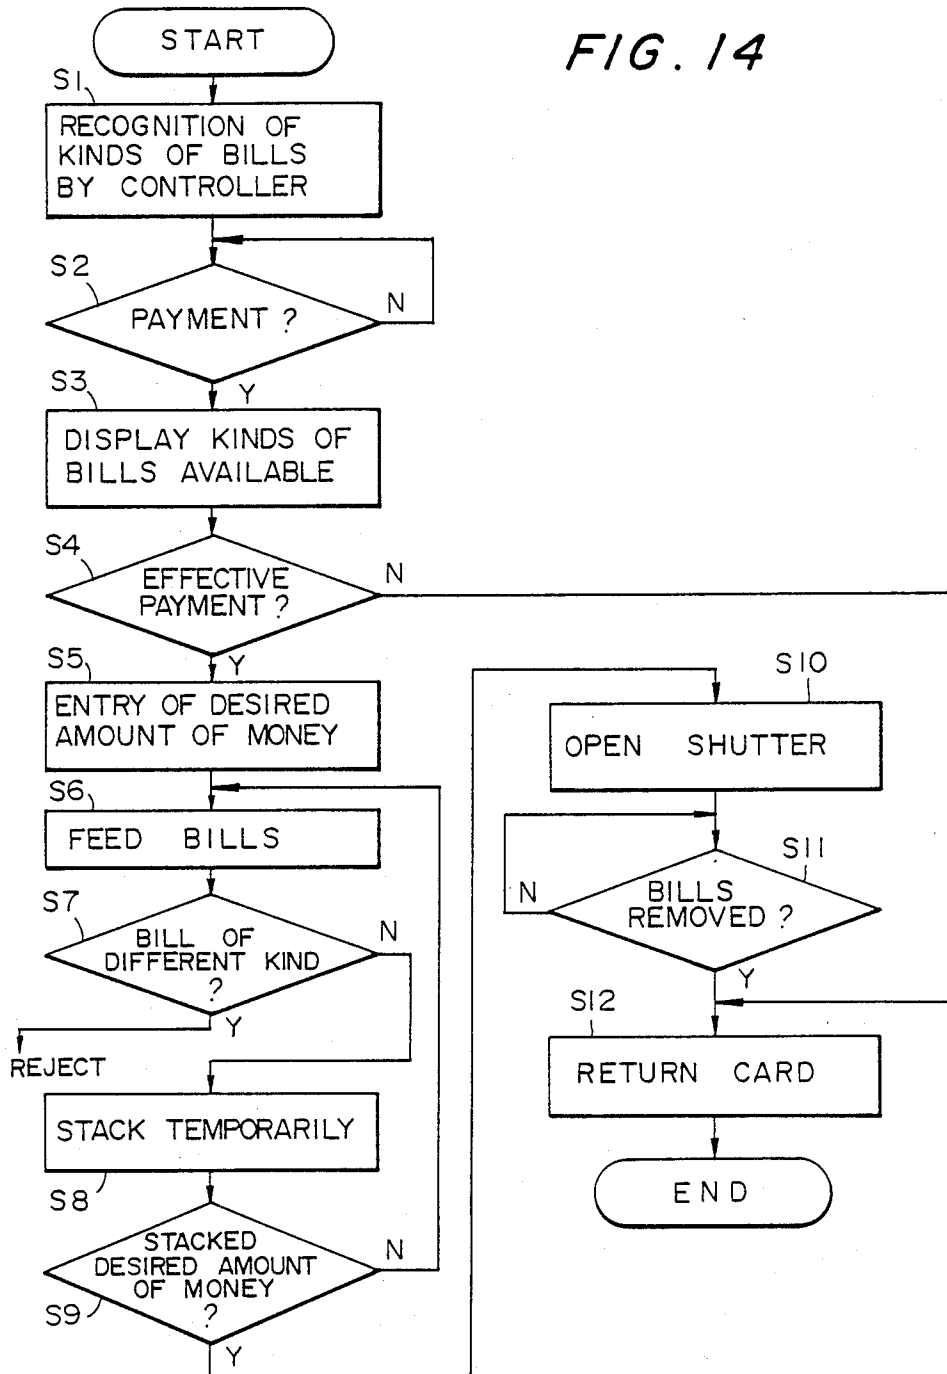 START
FIG. 14
S1
RECOGNITION OF
KINDS OF BILLS
BY CONTROLLER
S2
PAYMENT ?
N
Y
S3
DISPLAY KINDS OF
BILLS AVAILABLE
S4
EFFECTIVE
PAYMENT ?
N
Y
S5
ENTRY OF DESIRED
AMOUNT OF MONEY
S6
FEED BILLS
S7
BILL OF
DIFFERENT KIND
?
N
Y
REJECT
STACK TEMPORARILY
S8
STACKED
DESIRED AMOUNT
OF MONEY
?
N
S9
Y
S10
OPEN SHUTTER
S11
BILLS
REMOVED ?
N
Y
S12
RETURN CARD
END